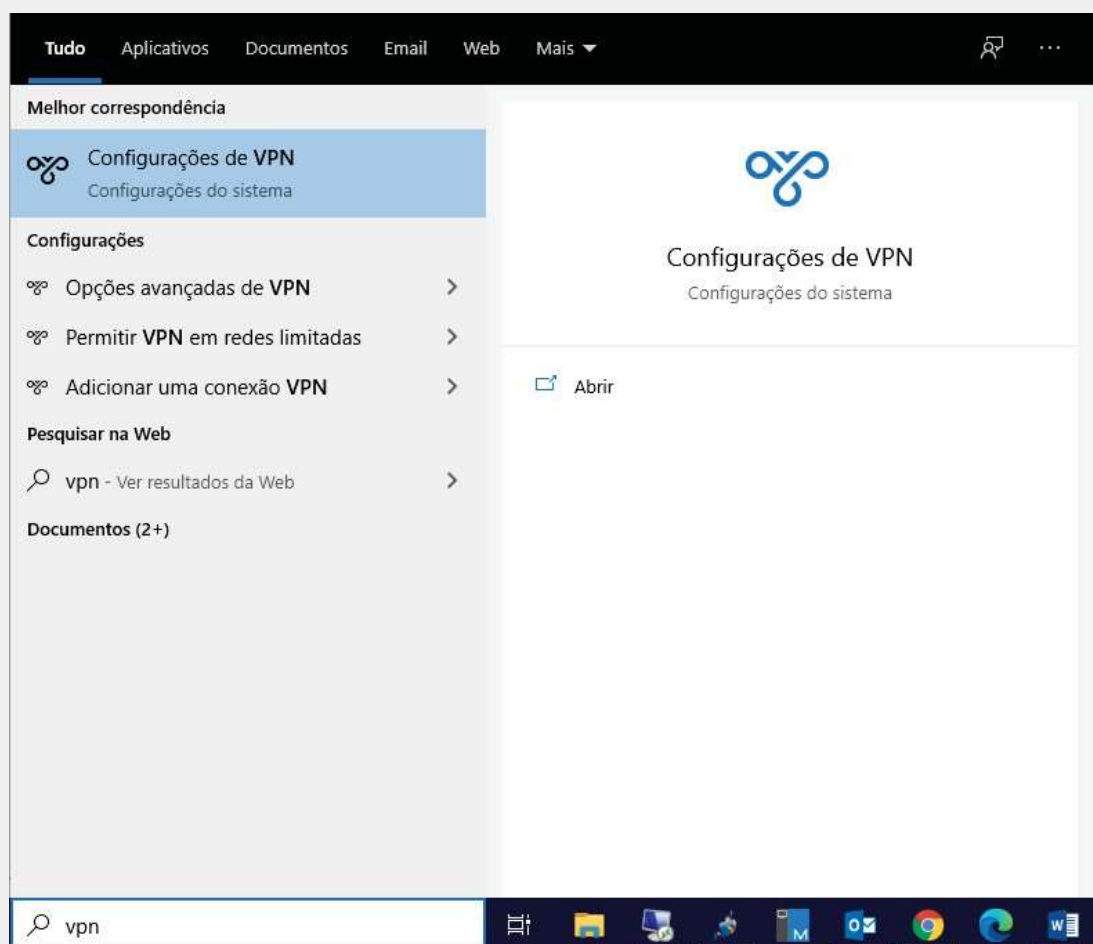 Tudo Aplicativos Documentos Email Web Mais
Melhor correspondência
Configurações de VPN
Configurações do sistema
Configurações
Opções avançadas de VPN
Permitir VPN em redes limitadas
Adicionar uma conexão VPN
Pesquisar na Web
vpn - Ver resultados da Web
Documentos (2+)
Configurações de VPN
Configurações do sistema
Abrir
vpn